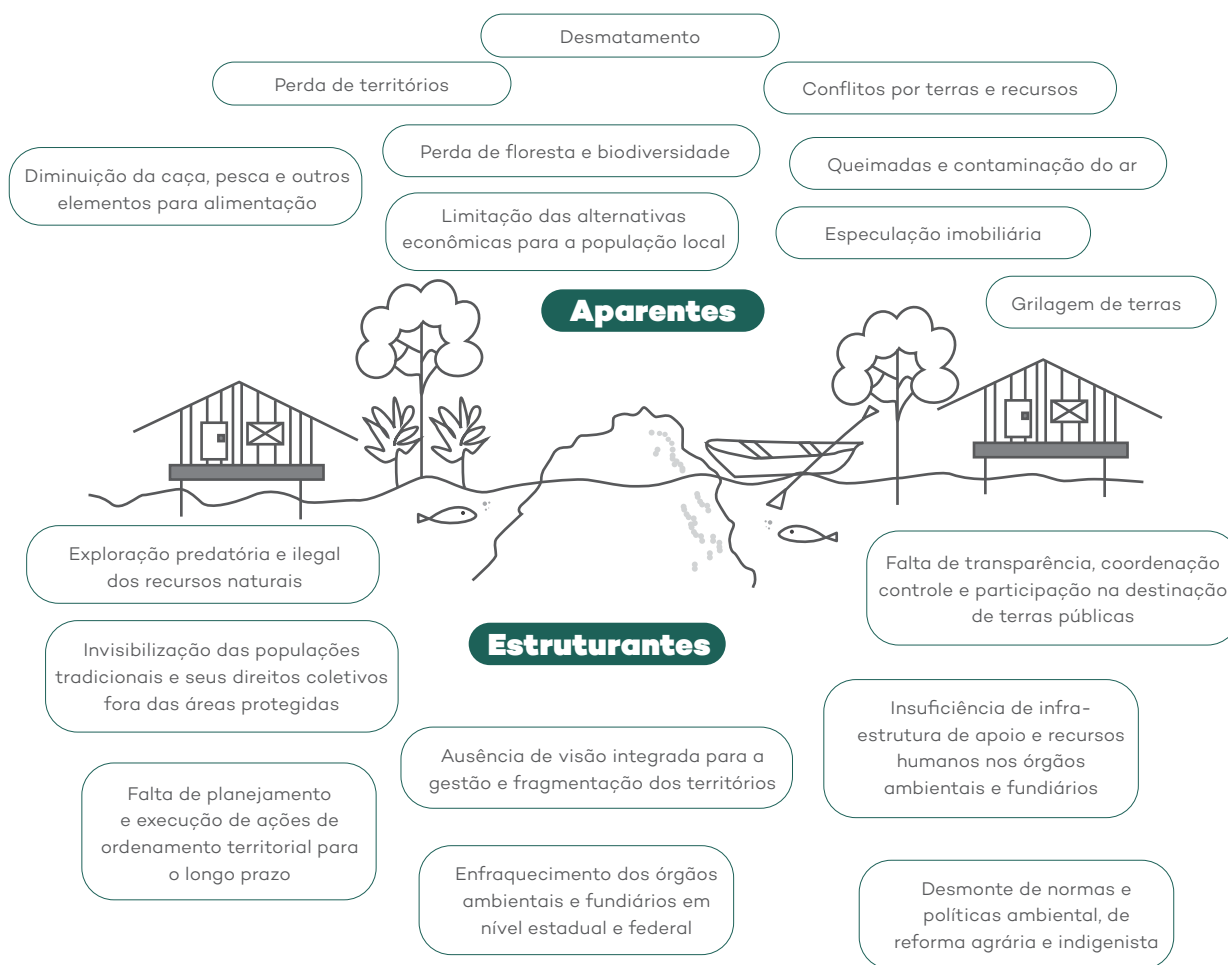 Desmatamento
Perda de territórios
Conflitos por terras e recursos
Perda de floresta e biodiversidade
Queimadas e contaminação do ar
Diminuição da caça, pesca e outros
elementos para alimentação
Limitação das alternativas
econômicas para a população local
Especulação imobiliária
Grilagem de terras
Aparentes
Exploração predatória e ilegal
dos recursos naturais
Falta de transparência, coordenação
controle e participação na destinação
de terras públicas
Estruturantes
Invisibilização das populações
tradicionais e seus direitos coletivos
fora das áreas protegidas
Insuficiência de infra-
estrutura de apoio e recursos
humanos nos órgãos
ambientais e fundiários
Ausência de visão integrada para a
gestão e fragmentação dos territórios
Falta de planejamento
e execução de ações de
ordenamento territorial para
o longo prazo
Enfraquecimento dos órgãos
ambientais e fundiários em
nível estadual e federal
Desmonte de normas e
políticas ambiental, de
reforma agrária e indigenista